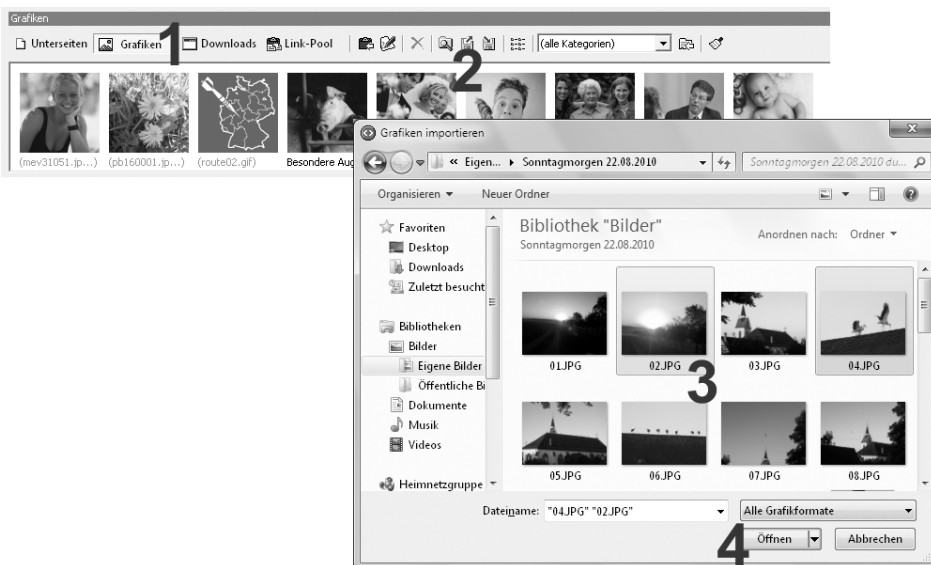 Grafiken
Unterseiten Grafiken Downloads Link-Pool (alle Kategorien)
1
2
(mev31051.jp...) (pb160001.jp...) (route02.gif) Besondere Aug
Grafiken importieren
« Eigen... ▸ Sonntagmorgen 22.08.2010 Sonntagmorgen 22.08.2010 du...
Organisieren Neuer Ordner
Favoriten
Desktop
Downloads
Zuletzt besucht
Bibliotheken
Bilder
Eigene Bilder
Öffentliche Bi
Dokumente
Musik
Videos
Heimnetzgruppe
Bibliothek "Bilder"
Sonntagmorgen 22.08.2010
Anordnen nach: Ordner
01.JPG 02.JPG 03.JPG 04.JPG
3
05.JPG 06.JPG 07.JPG 08.JPG
Dateiname: "04.JPG" "02.JPG" Alle Grafikformate
4
Öffnen Abbrechen